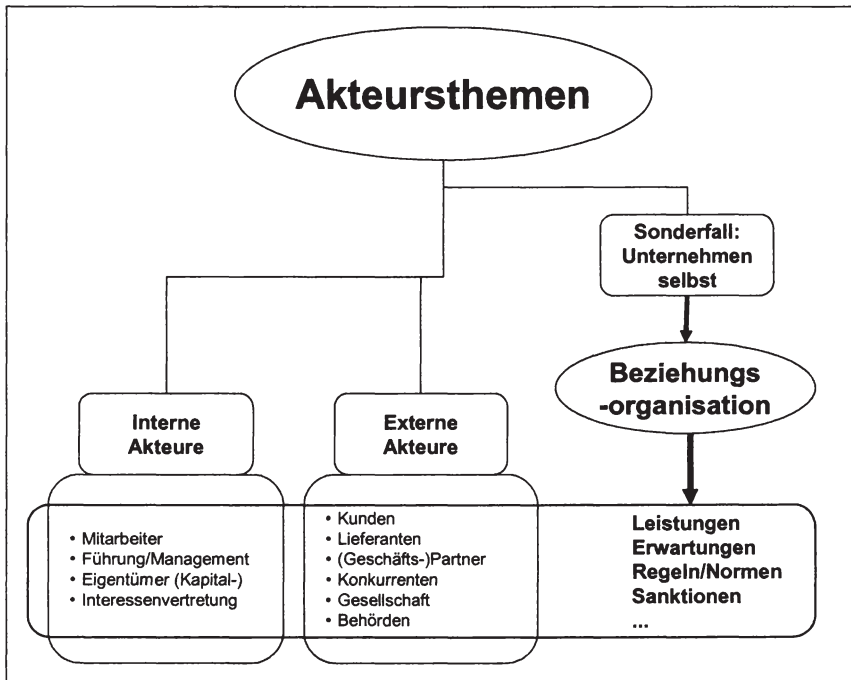 Akteursthemen
Sonderfall:
Unternehmen
selbst
Beziehungs
-organisation
Interne
Akteure
Externe
Akteure
• Mitarbeiter
• Führung/Management
• Eigentümer (Kapital-)
• Interessenvertretung
• Kunden
• Lieferanten
• (Geschäfts-)Partner
• Konkurrenten
• Gesellschaft
• Behörden
Leistungen
Erwartungen
Regeln/Normen
Sanktionen
...